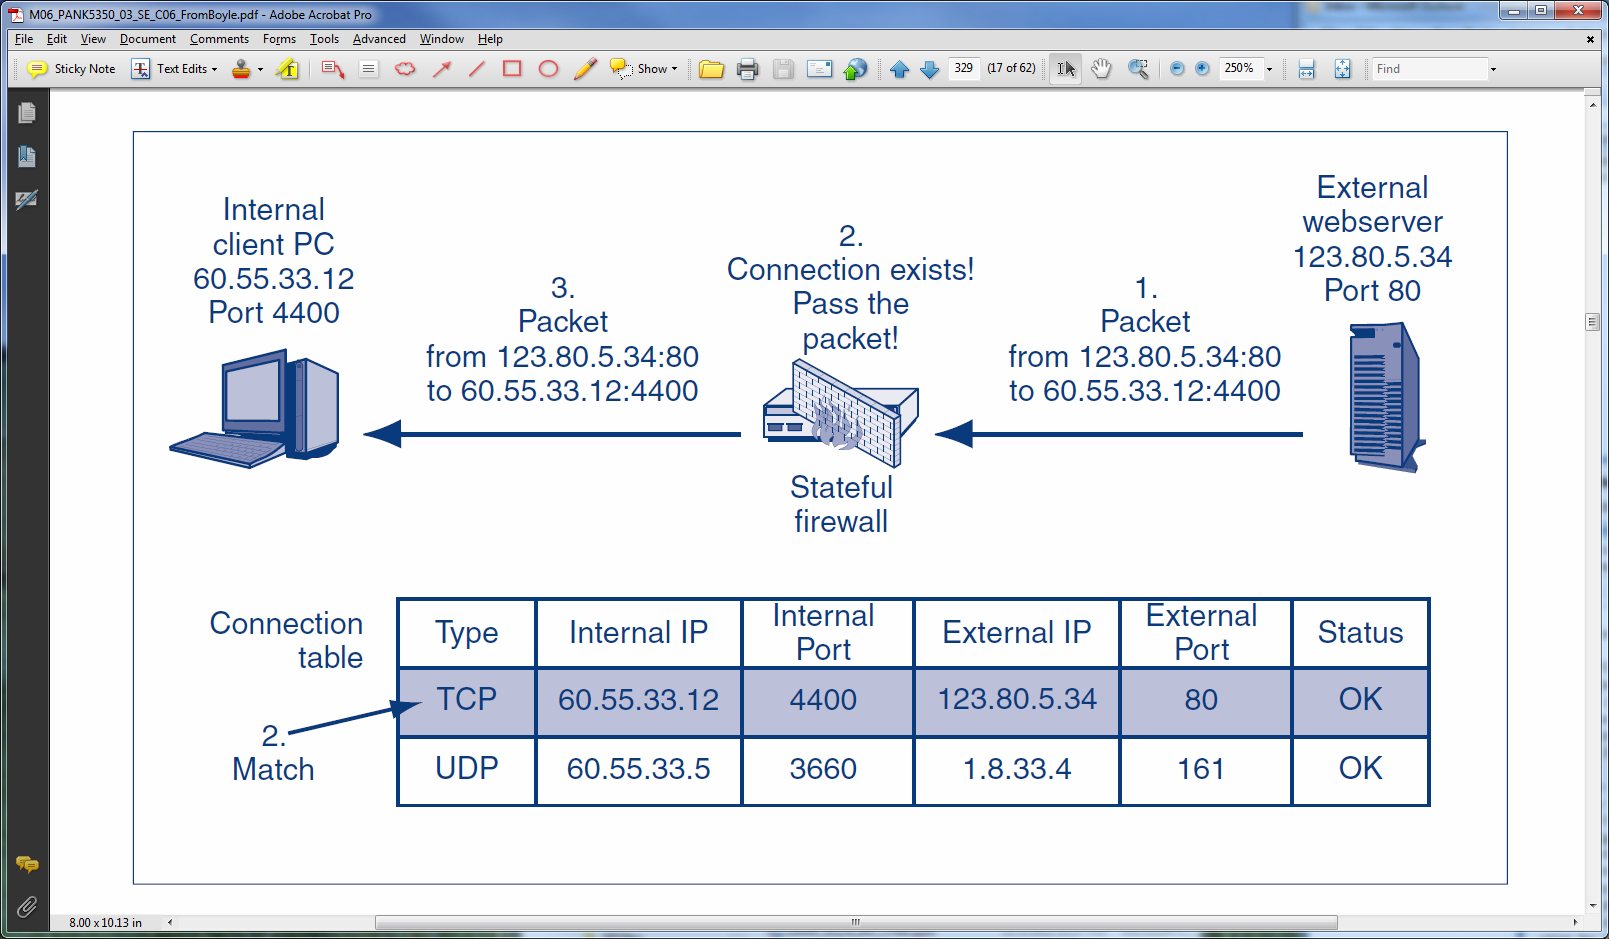 M06_PANK5350_03_SE_C06_FromBoyle.pdf - Adobe Acrobat Pro
File Edit View Document Comments Forms Tools Advanced Window Help
Sticky Note Text Edits Show 329 (17 of 62) 250% Find
Internal
client PC
60.55.33.12
Port 4400
3.
Packet
from 123.80.5.34:80
to 60.55.33.12:4400
2.
Connection exists!
Pass the
packet!
Stateful
firewall
1.
Packet
from 123.80.5.34:80
to 60.55.33.12:4400
External
webserver
123.80.5.34
Port 80
Connection
table
2.
Match
Type Internal IP Internal Port External IP External Port Status
TCP 60.55.33.12 4400 123.80.5.34 80 OK
UDP 60.55.33.5 3660 1.8.33.4 161 OK
8.00 x 10.13 in